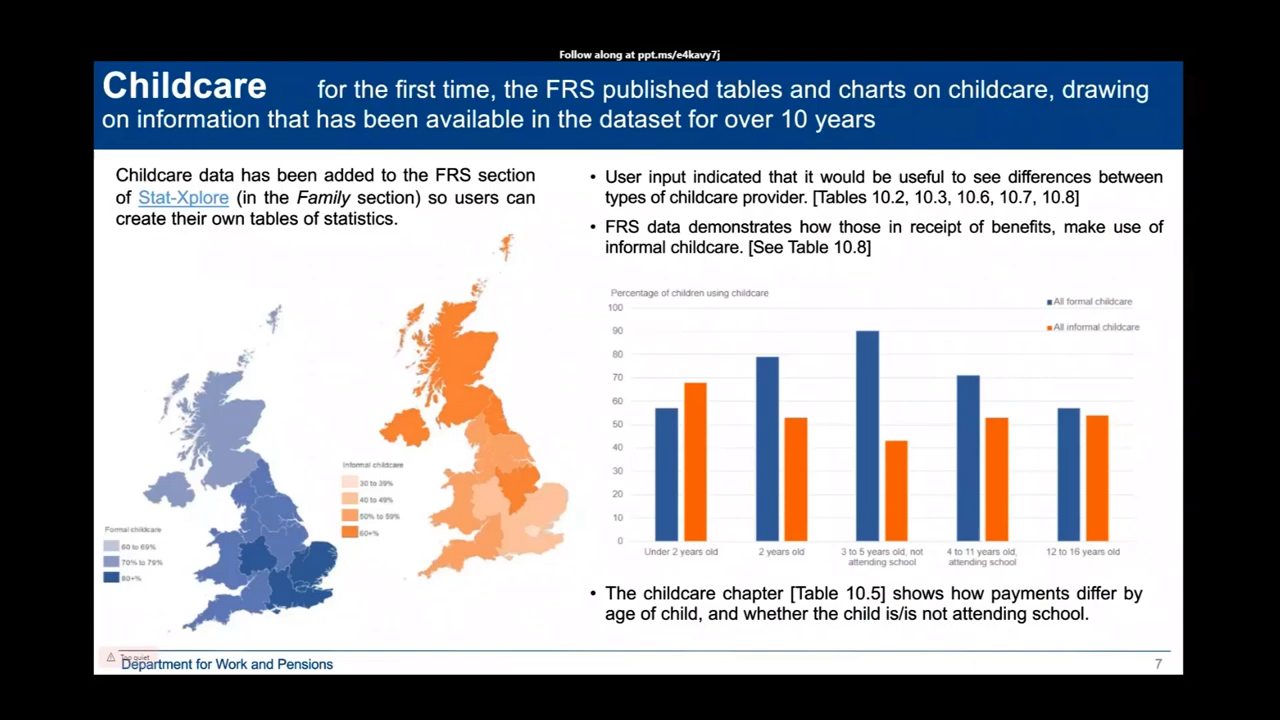 Follow along at ppt.ms/e4kavy7j
Childcare for the first time, the FRS published tables and charts on childcare, drawing
on information that has been available in the dataset for over 10 years
Childcare data has been added to the FRS section
of Stat-Xplore (in the Family section) so users can
create their own tables of statistics.
Formal childcare
60 to 69%
70% to 79%
80+%
Informal childcare
30 to 39%
40 to 49%
50% to 59%
60+%
• User input indicated that it would be useful to see differences between
types of childcare provider. [Tables 10.2, 10.3, 10.6, 10.7, 10.8]
• FRS data demonstrates how those in receipt of benefits, make use of
informal childcare. [See Table 10.8]
Percentage of children using childcare
All formal childcare
All informal childcare
100
90
80
70
60
50
40
30
20
10
0
Under 2 years old
2 years old
3 to 5 years old, not
attending school
4 to 11 years old,
attending school
12 to 16 years old
• The childcare chapter [Table 10.5] shows how payments differ by
age of child, and whether the child is/is not attending school.
Too quiet
Department for Work and Pensions
7